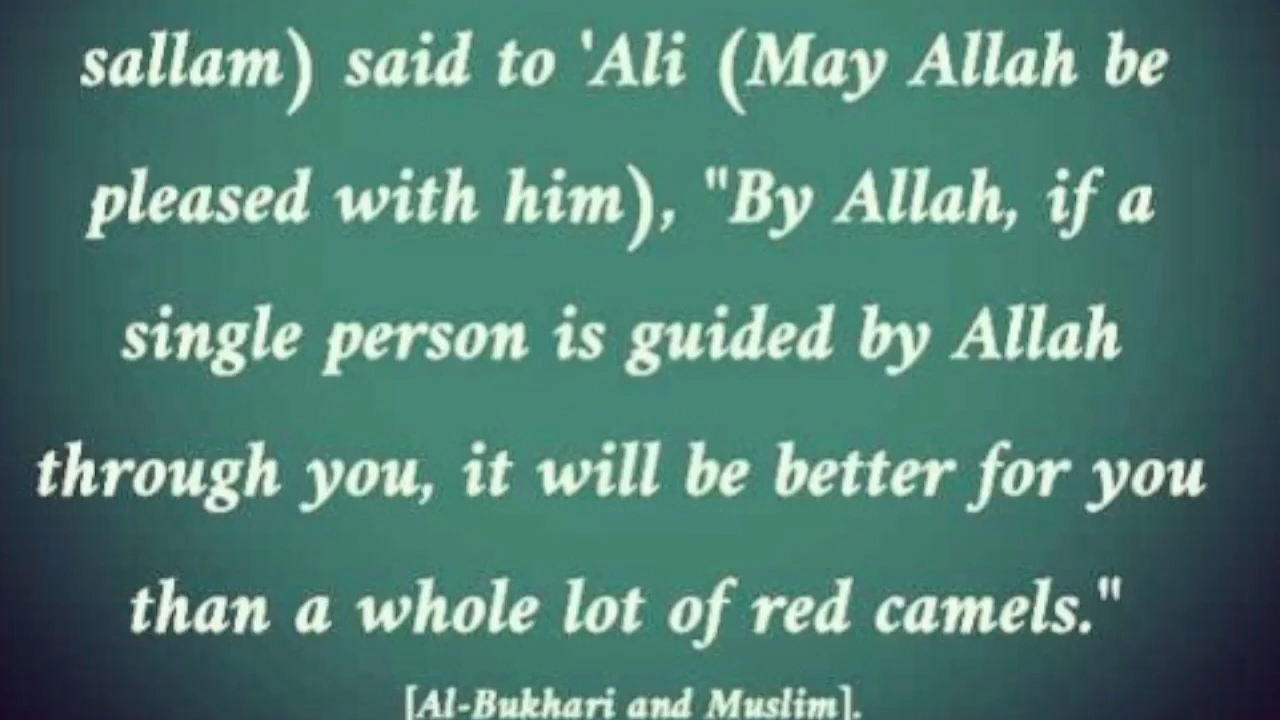 sallam) said to 'Ali (May Allah be
pleased with him), "By Allah, if a
single person is guided by Allah
through you, it will be better for you
than a whole lot of red camels."
[Al-Bukhari and Muslim].